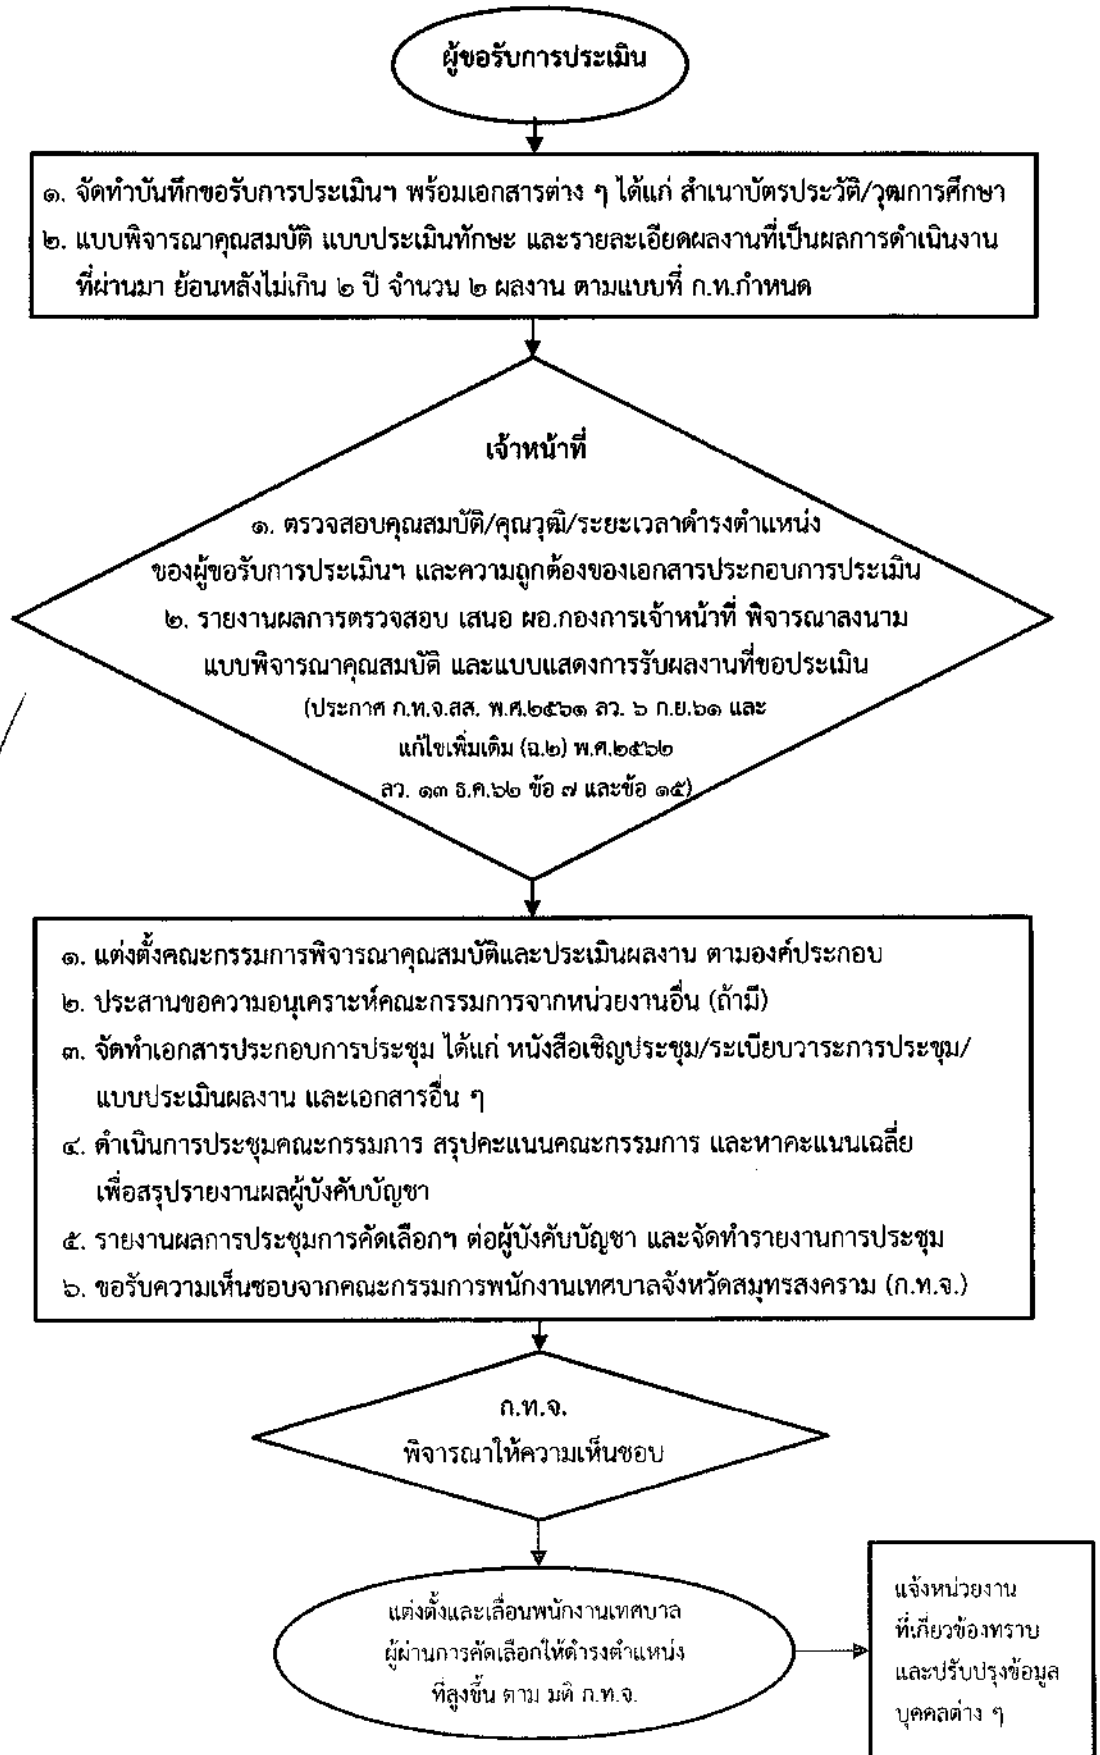 ผู้ขอรับการประเมิน
๑. จัดทำบันทึกขอรับการประเมินฯ พร้อมเอกสารต่าง ๆ ได้แก่ สำเนาบัตรประวัติ/วุฒการศึกษา
๒. แบบพิจารณาคุณสมบัติ แบบประเมินทักษะ และรายละเอียดผลงานที่เป็นผลการดำเนินงาน
ที่ผ่านมา ย้อนหลังไม่เกิน ๒ ปี จำนวน ๒ ผลงาน ตามแบบที่ ก.ท.กำหนด
เจ้าหน้าที่
๑. ตรวจสอบคุณสมบัติ/คุณวุฒิ/ระยะเวลาดำรงตำแหน่ง
ของผู้ขอรับการประเมินฯ และความถูกต้องของเอกสารประกอบการประเมิน
๒. รายงานผลการตรวจสอบ เสนอ ผอ.กองการเจ้าหน้าที่ พิจารณาลงนาม
แบบพิจารณาคุณสมบัติ และแบบแสดงการรับผลงานที่ขอประเมิน
(ประกาศ ก.ท.จ.สส. พ.ศ.๒๕๖๑ ลว. ๖ ก.ย.๖๑ และ
แก้ไขเพิ่มเติม (ฉ.๒) พ.ศ.๒๕๖๒
ลว. ๑๓ ธ.ค.๖๒ ข้อ ๗ และข้อ ๑๕)
๑. แต่งตั้งคณะกรรมการพิจารณาคุณสมบัติและประเมินผลงาน ตามองค์ประกอบ
๒. ประสานขอความอนุเคราะห์คณะกรรมการจากหน่วยงานอื่น (ถ้ามี)
๓. จัดทำเอกสารประกอบการประชุม ได้แก่ หนังสือเชิญประชุม/ระเบียบวาระการประชุม/
แบบประเมินผลงาน และเอกสารอื่น ๆ
๔. ดำเนินการประชุมคณะกรรมการ สรุปคะแนนคณะกรรมการ และหาคะแนนเฉลี่ย
เพื่อสรุปรายงานผลผู้บังคับบัญชา
๕. รายงานผลการประชุมการคัดเลือกฯ ต่อผู้บังคับบัญชา และจัดทำรายงานการประชุม
๖. ขอรับความเห็นชอบจากคณะกรรมการพนักงานเทศบาลจังหวัดสมุทรสงคราม (ก.ท.จ.)
ก.ท.จ.
พิจารณาให้ความเห็นชอบ
แต่งตั้งและเลื่อนพนักงานเทศบาล
ผู้ผ่านการคัดเลือกให้ดำรงตำแหน่ง
ที่สูงขึ้น ตาม มติ ก.ท.จ.
แจ้งหน่วยงาน
ที่เกี่ยวข้องทราบ
และปรับปรุงข้อมูล
บุคคลต่าง ๆ